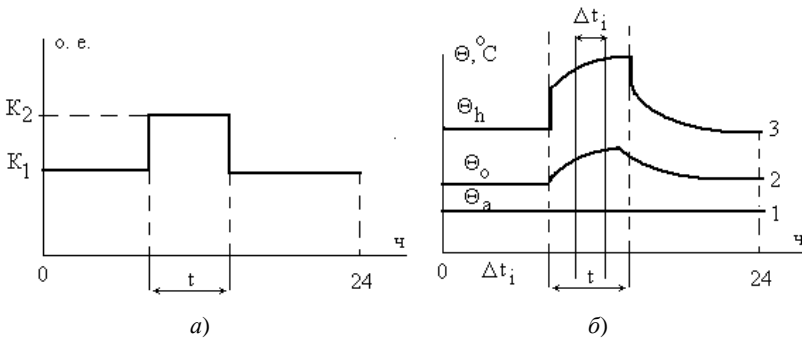 о. е.
K₂
K₁
0
t
24
ч
а)
Δtᵢ
Θ,°C
Θₕ
3
Θₒ
2
Θₐ
1
ч
0
Δtᵢ
t
24
б)